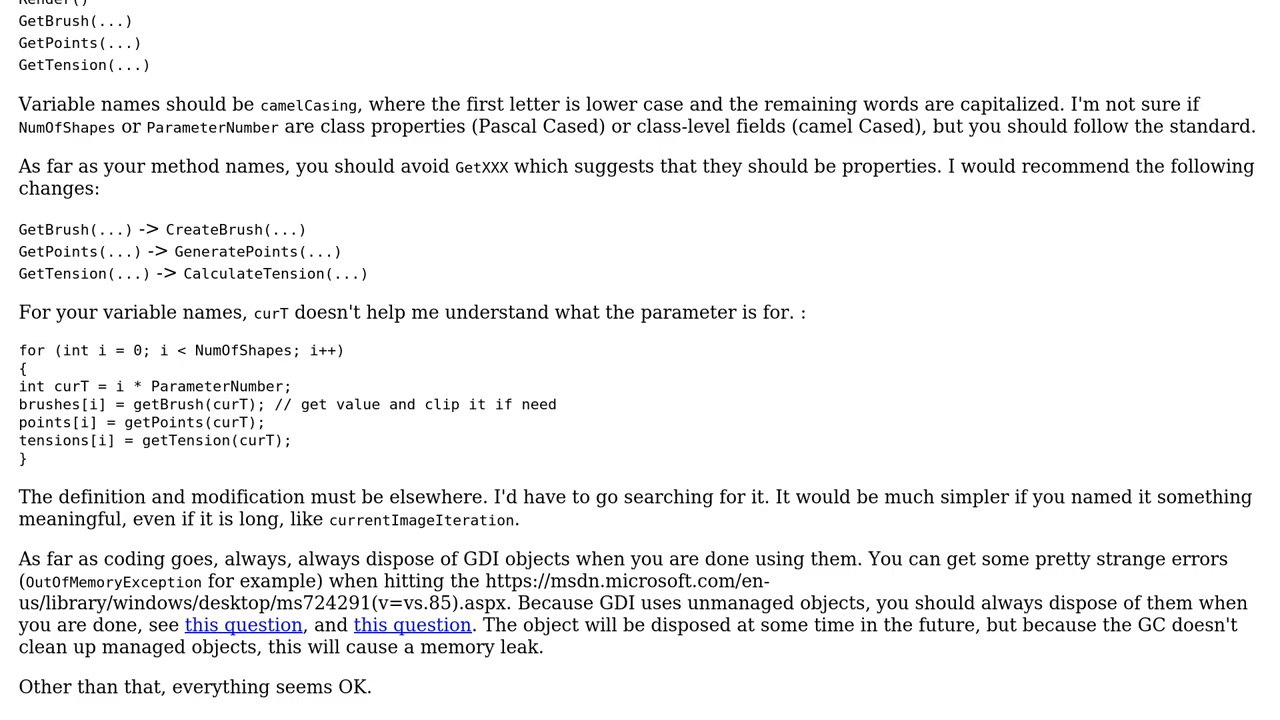 Render()
GetBrush(...)
GetPoints(...)
GetTension(...)
Variable names should be camelCasing, where the first letter is lower case and the remaining words are capitalized. I'm not sure if
NumOfShapes or ParameterNumber are class properties (Pascal Cased) or class-level fields (camel Cased), but you should follow the standard.
As far as your method names, you should avoid GetXXX which suggests that they should be properties. I would recommend the following
changes:
GetBrush(...) -> CreateBrush(...)
GetPoints(...) -> GeneratePoints(...)
GetTension(...) -> CalculateTension(...)
For your variable names, curT doesn't help me understand what the parameter is for. :
for (int i = 0; i < NumOfShapes; i++)
{
int curT = i * ParameterNumber;
brushes[i] = getBrush(curT); // get value and clip it if need
points[i] = getPoints(curT);
tensions[i] = getTension(curT);
}
The definition and modification must be elsewhere. I'd have to go searching for it. It would be much simpler if you named it something
meaningful, even if it is long, like currentImageIteration.
As far as coding goes, always, always dispose of GDI objects when you are done using them. You can get some pretty strange errors
(OutOfMemoryException for example) when hitting the https://msdn.microsoft.com/en-
us/library/windows/desktop/ms724291(v=vs.85).aspx. Because GDI uses unmanaged objects, you should always dispose of them when
you are done, see this question, and this question. The object will be disposed at some time in the future, but because the GC doesn't
clean up managed objects, this will cause a memory leak.
Other than that, everything seems OK.